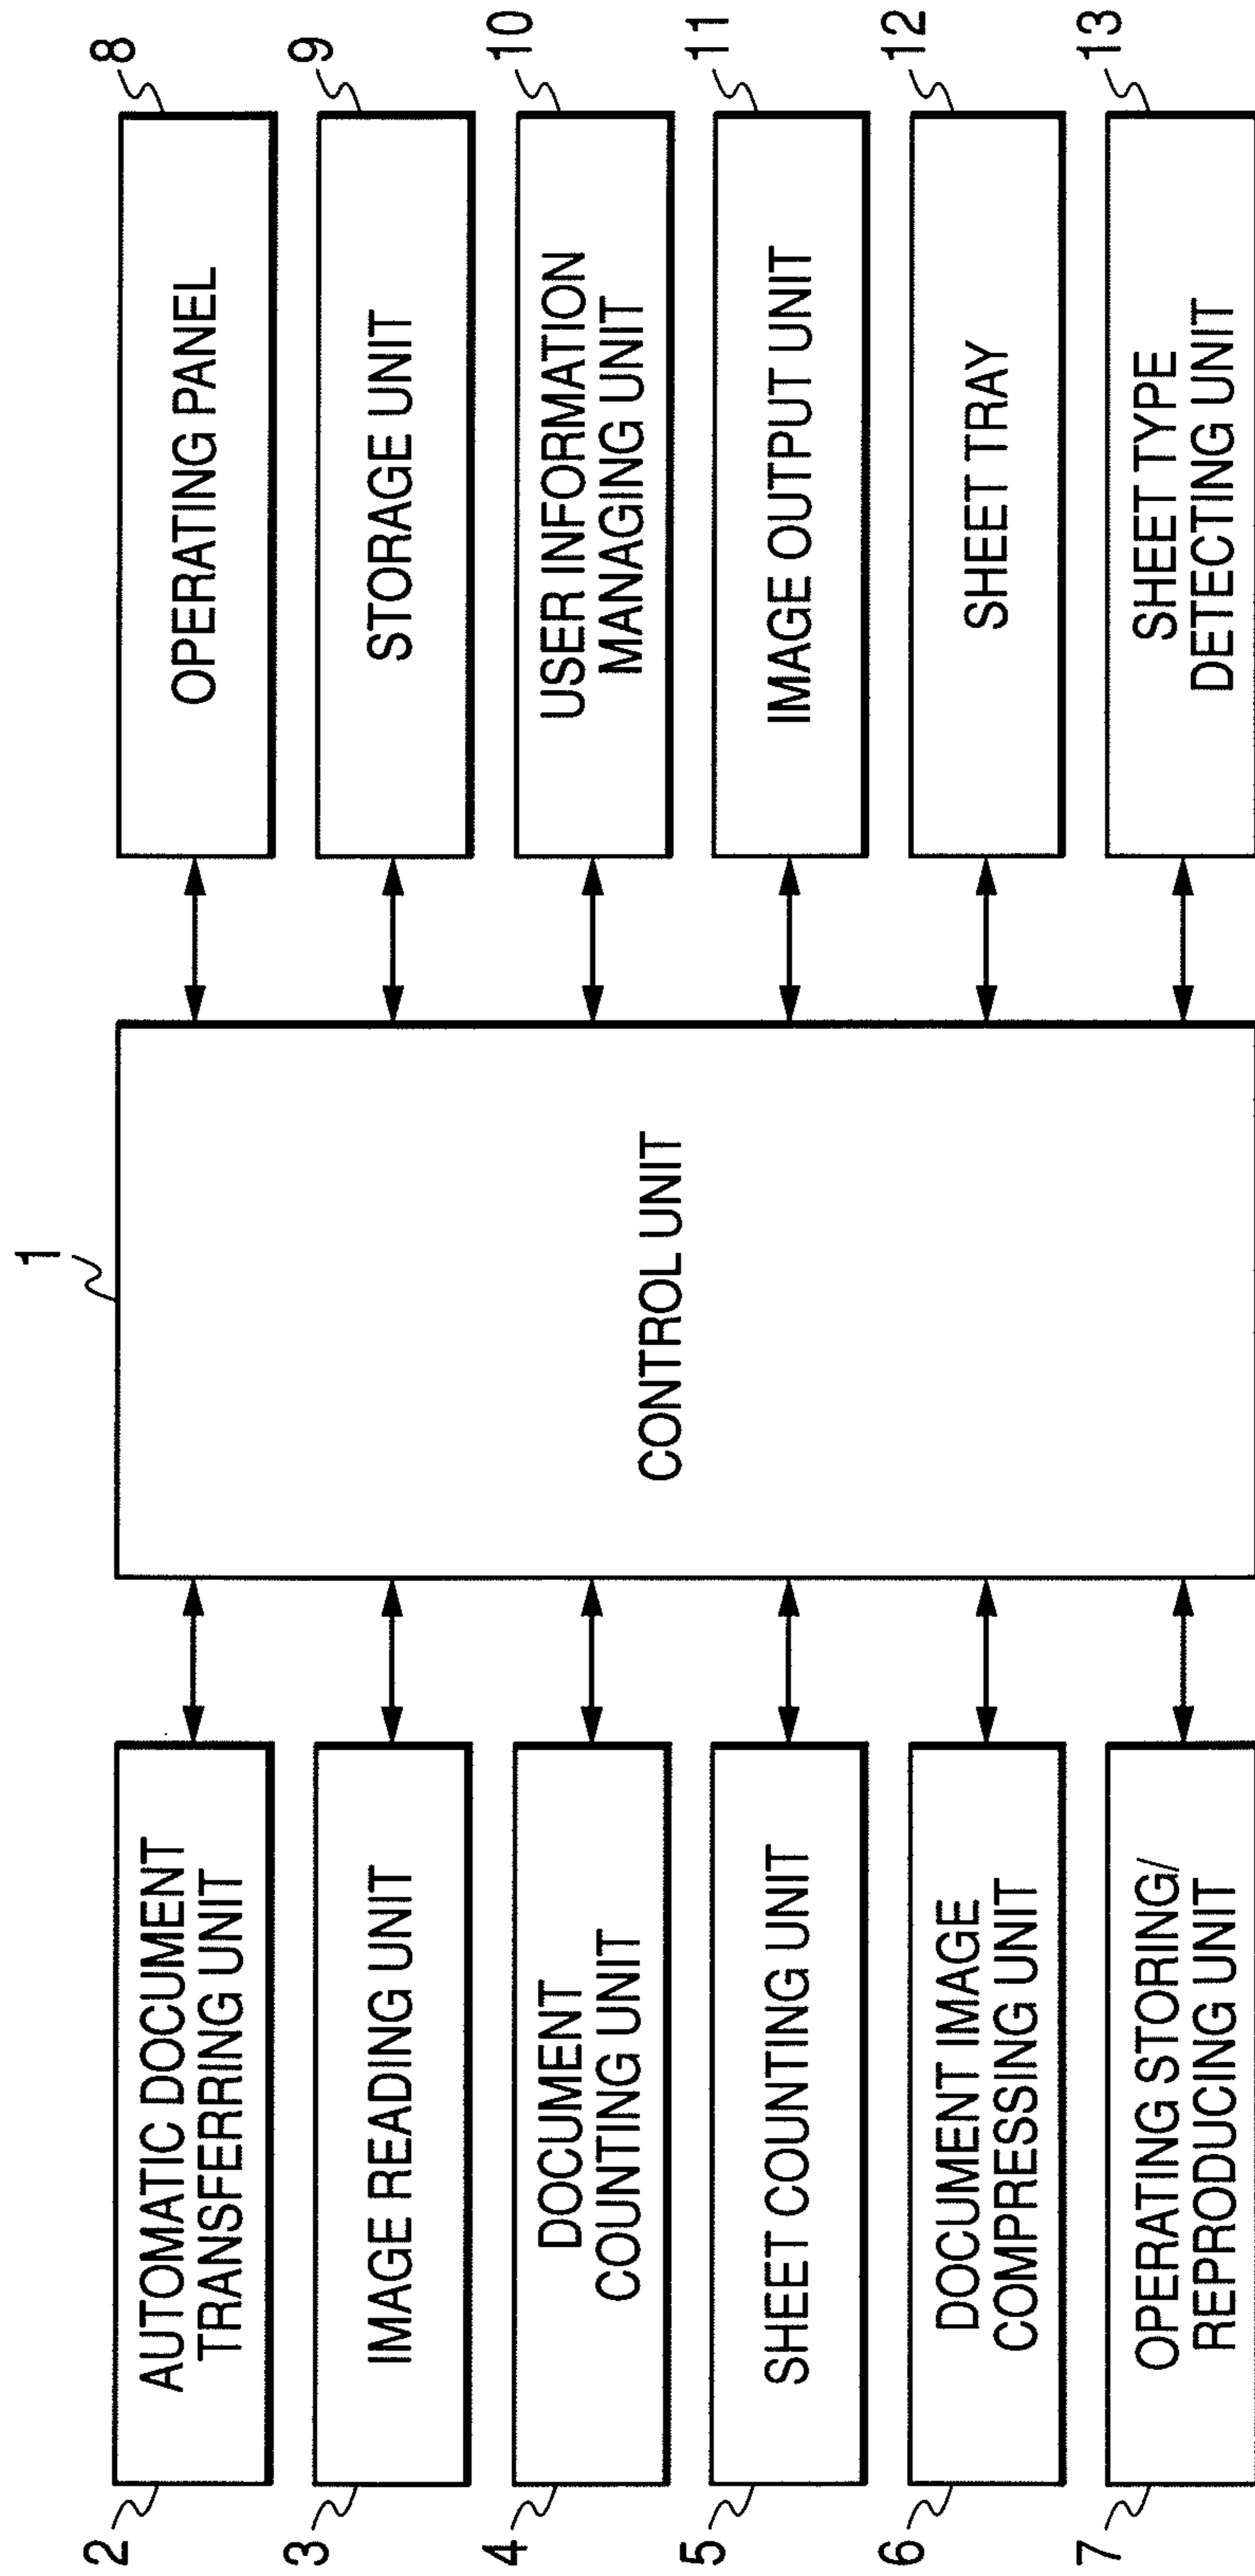 1
CONTROL UNIT
2
AUTOMATIC DOCUMENT
TRANSFERRING UNIT
3
IMAGE READING UNIT
4
DOCUMENT
COUNTING UNIT
5
SHEET COUNTING UNIT
6
DOCUMENT IMAGE
COMPRESSING UNIT
7
OPERATING STORING/
REPRODUCING UNIT
8
OPERATING PANEL
9
STORAGE UNIT
10
USER INFORMATION
MANAGING UNIT
11
IMAGE OUTPUT UNIT
12
SHEET TRAY
13
SHEET TYPE
DETECTING UNIT